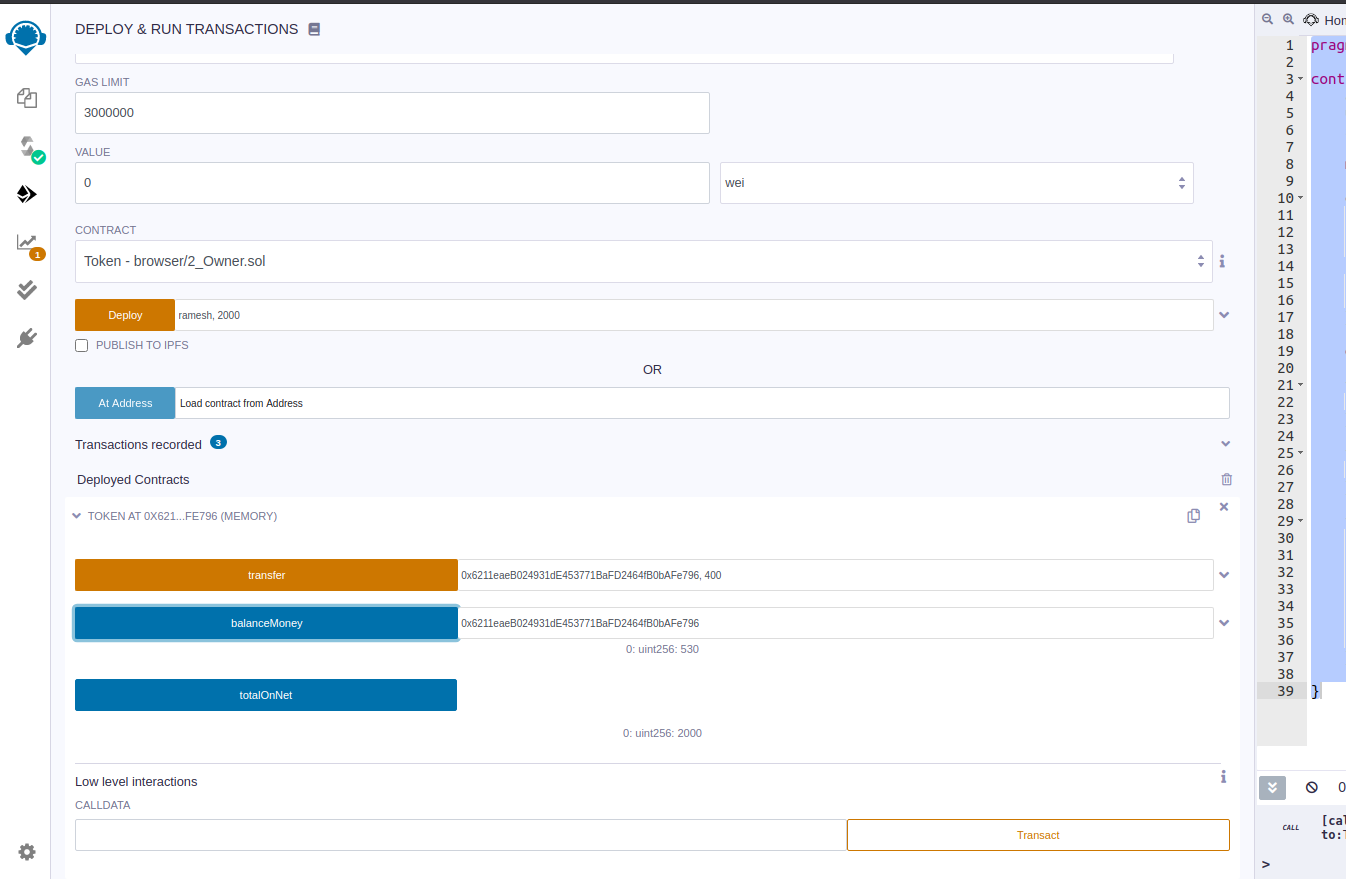 DEPLOY & RUN TRANSACTIONS
GAS LIMIT
3000000
VALUE
0
wei
CONTRACT
Token - browser/2_Owner.sol
Deploy
ramesh, 2000
PUBLISH TO IPFS
OR
At Address
Load contract from Address
Transactions recorded 3
Deployed Contracts
TOKEN AT 0X621...FE796 (MEMORY)
transfer
0x6211eaeB024931dE453771BaFD2464fB0bAFe796, 400
balanceMoney
0x6211eaeB024931dE453771BaFD2464fB0bAFe796
0: uint256: 530
totalOnNet
0: uint256: 2000
Low level interactions
CALLDATA
Transact
1
Hom
1 prag
2
3 cont
4
5
6
7
8
9
10
11
12
13
14
15
16
17
18
19
20
21
22
23
24
25
26
27
28
29
30
31
32
33
34
35
36
37
38
39 }
0
CALL
[cal
to:T
>